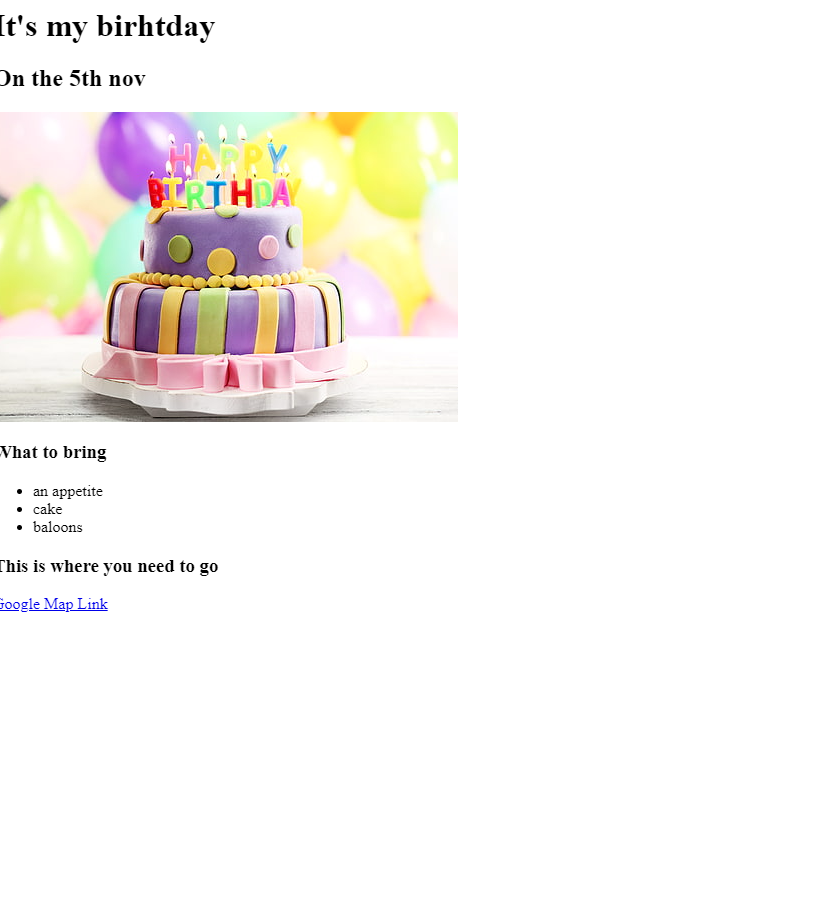 It's my birhtday
On the 5th nov
HAPPY
BIRTHDAY
What to bring
an appetite
cake
baloons
This is where you need to go
Google Map Link